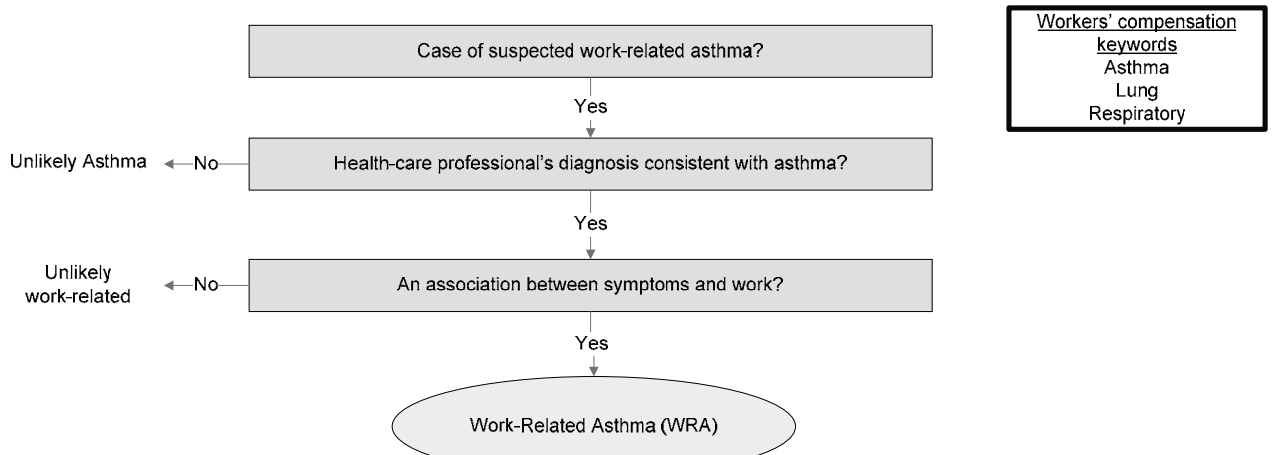 Case of suspected work-related asthma?
Workers' compensation
keywords
Asthma
Lung
Respiratory
Yes
Unlikely Asthma
No
Health-care professional's diagnosis consistent with asthma?
Yes
Unlikely
work-related
No
An association between symptoms and work?
Yes
Work-Related Asthma (WRA)